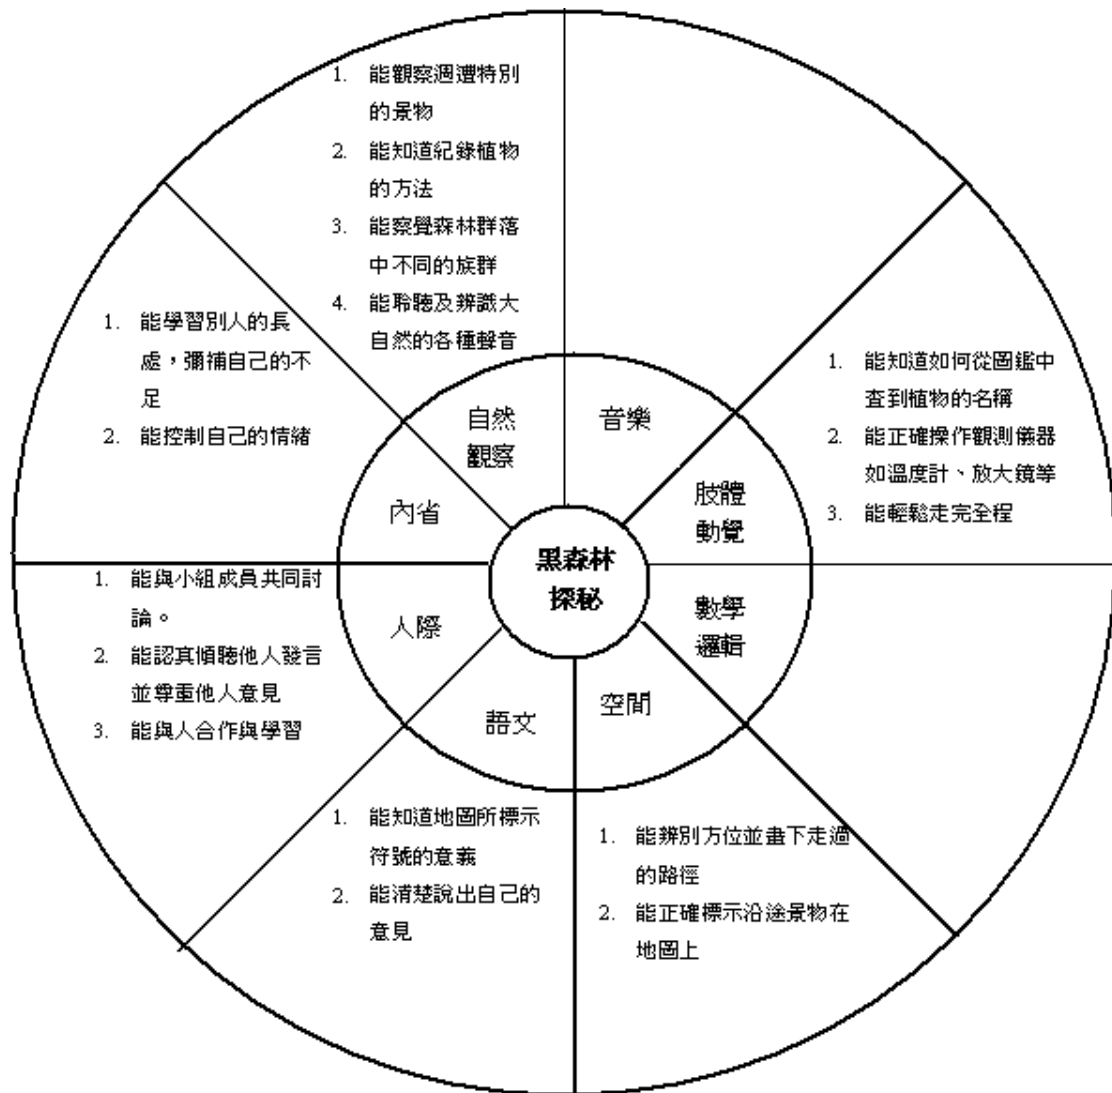 1. 能觀察週遭特別
的景物
2. 能知道紀錄植物
的方法
3. 能察覺森林群落
中不同的族群
4. 能聆聽及辨識大
自然的各種聲音
1. 能學習別人的長
處，彌補自己的不
足
2. 能控制自己的情緒
1. 能知道如何從圖鑑中
查到植物的名稱
2. 能正確操作觀測儀器
如溫度計、放大鏡等
3. 能輕鬆走完全程
自然
觀察
音樂
肢體
動覺
內省
黑森林
探秘
人際
數學
邏輯
語文
空間
1. 能與小組成員共同討
論。
2. 能認真傾聽他人發言
並尊重他人意見
3. 能與人合作與學習
1. 能知道地圖所標示
符號的意義
2. 能清楚說出自己的
意見
1. 能辨別方位並畫下走過
的路徑
2. 能正確標示沿途景物在
地圖上